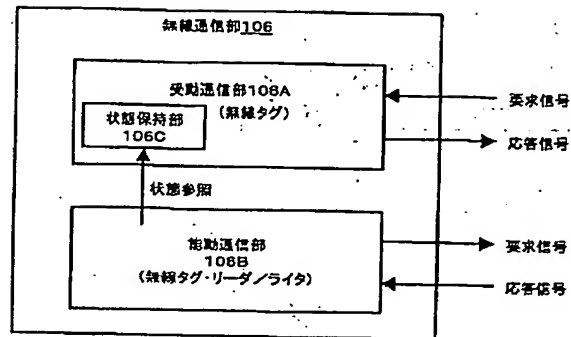 無線通信部106
受動通信部106A
(無線タグ)
状態保持部
106C
要求信号
応答信号
状態参照
能動通信部
106B
(無線タグ・リーダ/ライタ)
要求信号
応答信号